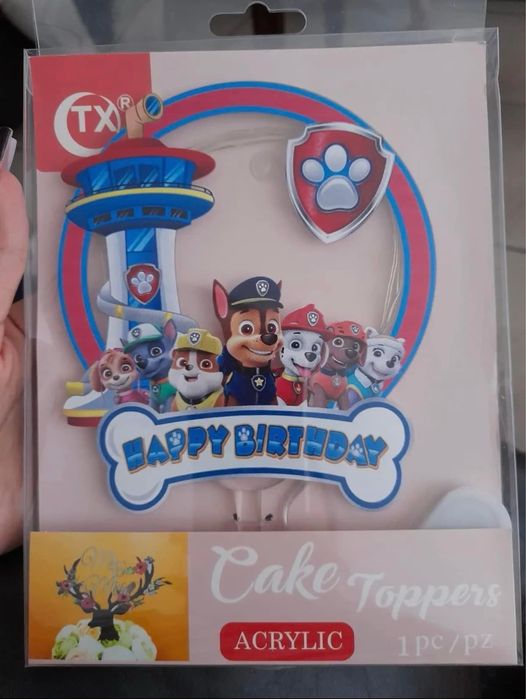 TX®
HAPPY BIRTHDAY
Cake Toppers
ACRYLIC
1pc/pz